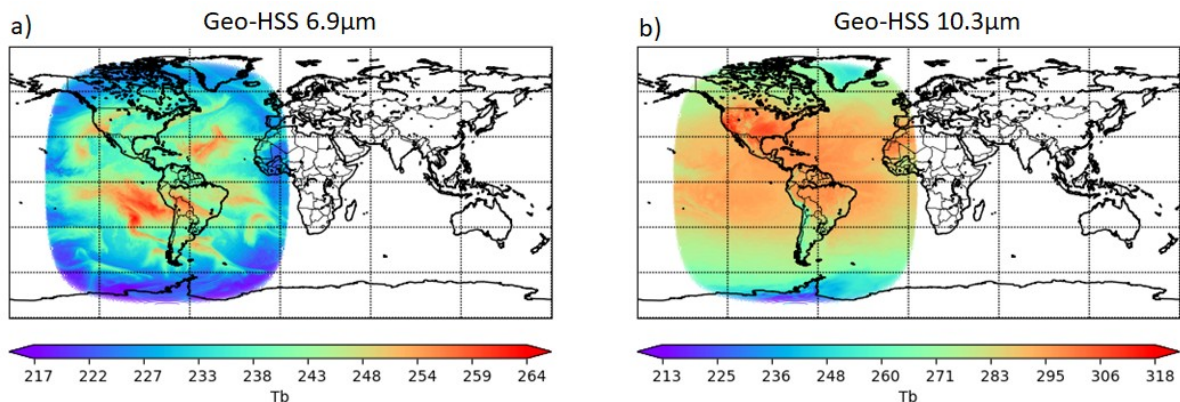 a)
Geo-HSS 6.9μm
b)
Geo-HSS 10.3μm
217 222 227 233 238 243 248 254 259 264
Tb
213 225 236 248 260 271 283 295 306 318
Tb